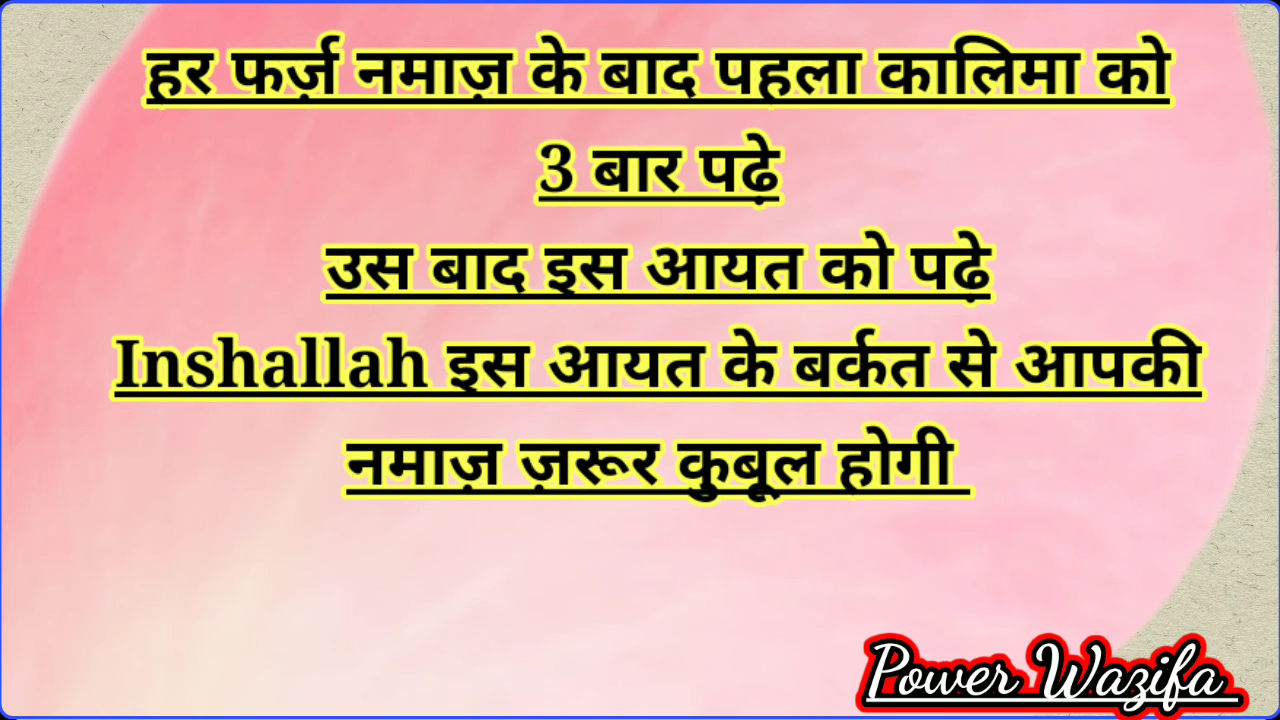 हर फर्ज़ नमाज़ के बाद पहला कालिमा को
3 बार पढ़े
उस बाद इस आयत को पढ़े
Inshallah इस आयत के बर्कत से आपकी
नमाज़ ज़रूर कुबूल होगी
Power Wazifa